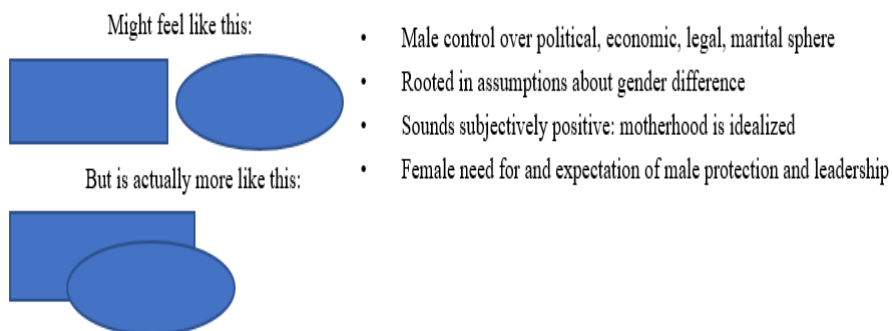 Might feel like this:
But is actually more like this:
• Male control over political, economic, legal, marital sphere
• Rooted in assumptions about gender difference
• Sounds subjectively positive: motherhood is idealized
• Female need for and expectation of male protection and leadership